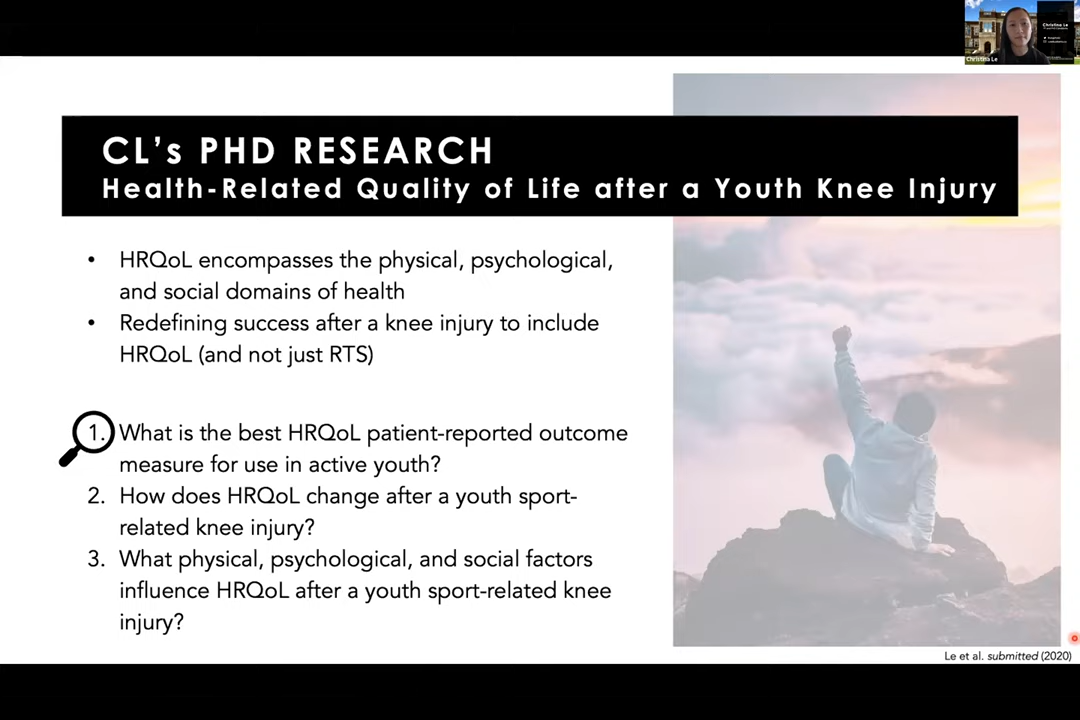 Christina Le
Christina Le
CL's PHD RESEARCH
Health-Related Quality of Life after a Youth Knee Injury
• HRQoL encompasses the physical, psychological,
and social domains of health
• Redefining success after a knee injury to include
HRQoL (and not just RTS)
1. What is the best HRQoL patient-reported outcome
measure for use in active youth?
2. How does HRQoL change after a youth sport-
related knee injury?
3. What physical, psychological, and social factors
influence HRQoL after a youth sport-related knee
injury?
Le et al. submitted (2020)